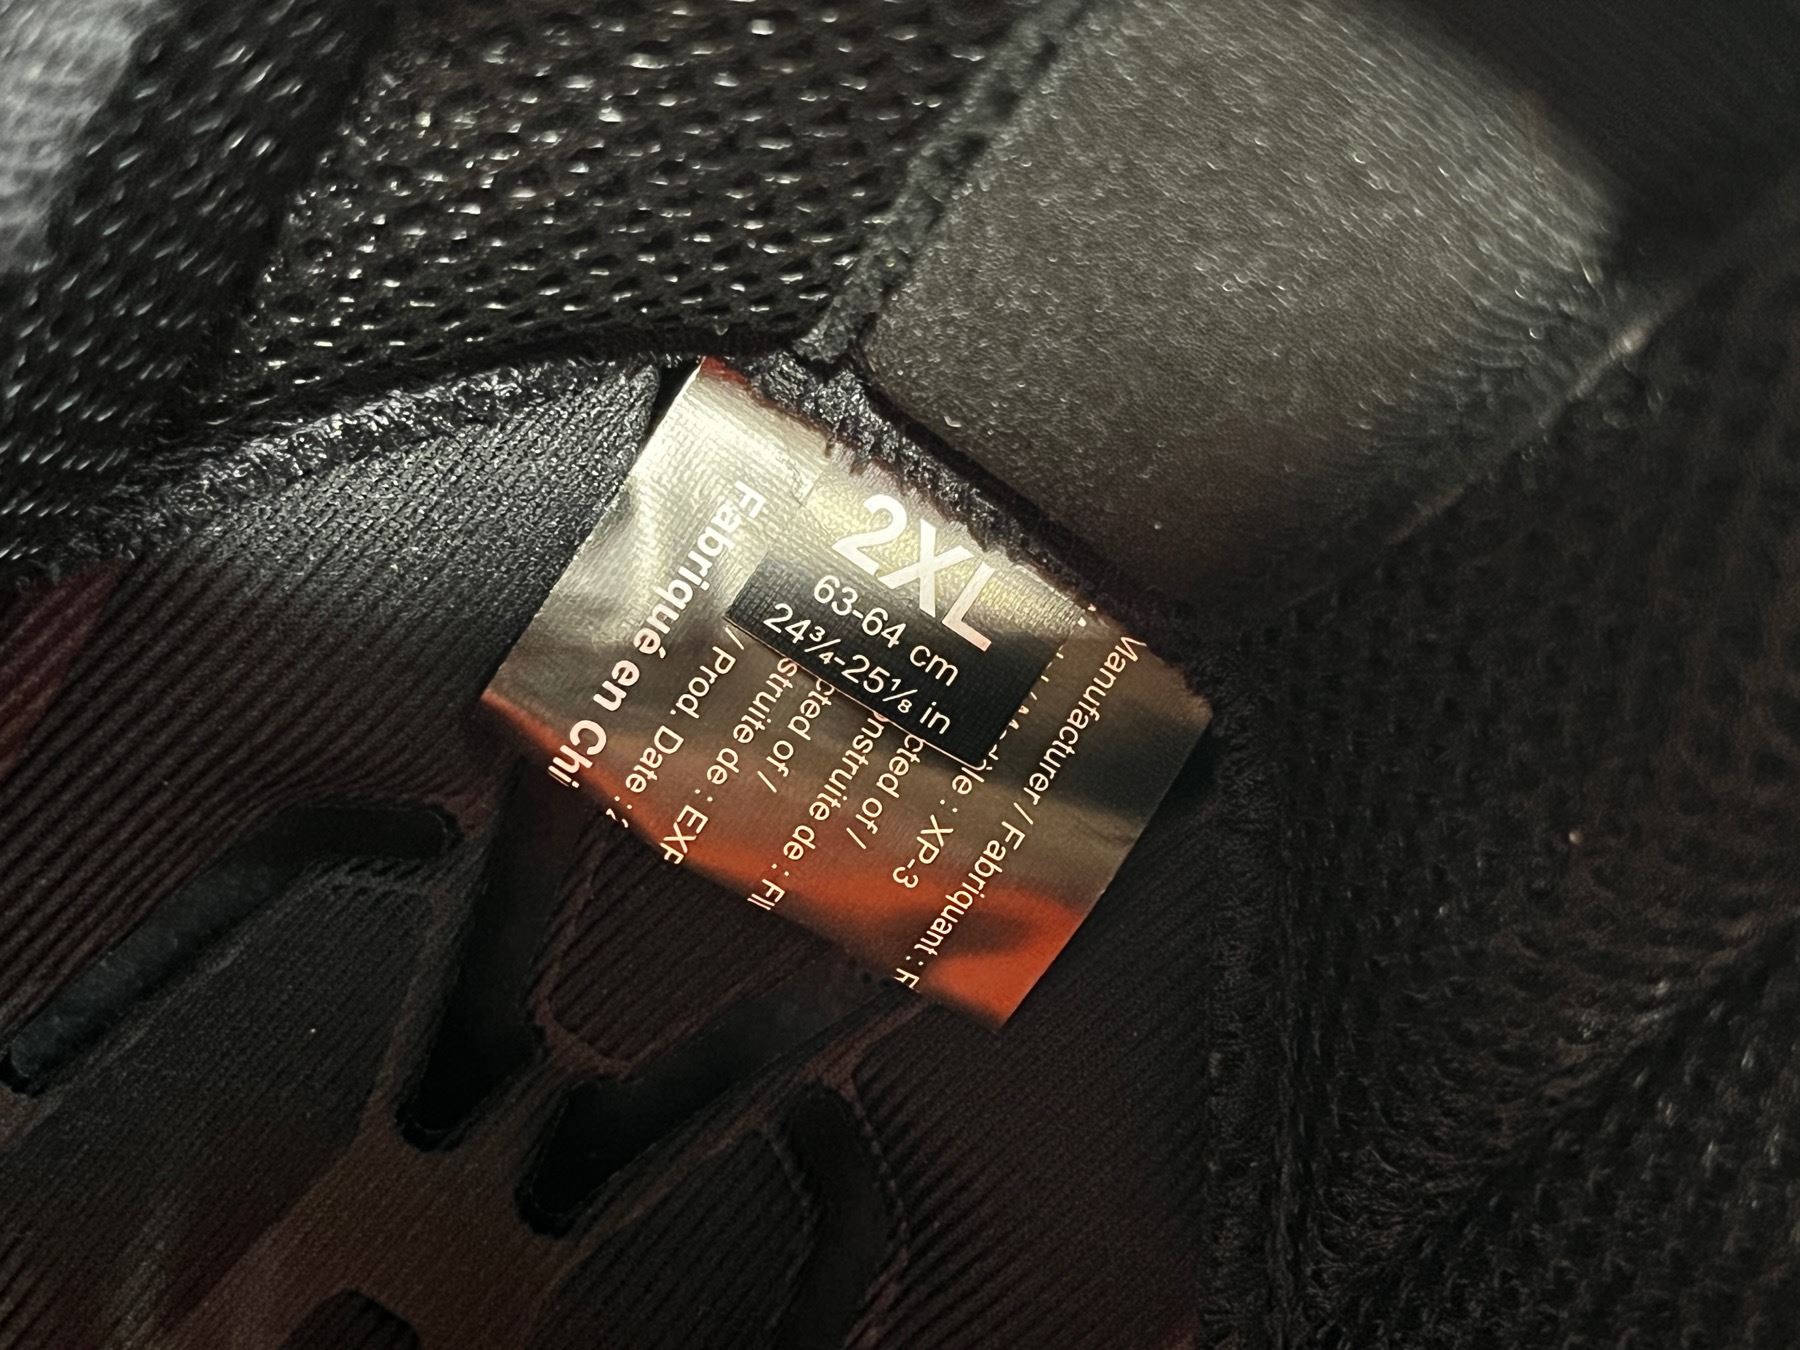 2XL
63-64 cm
24¾-25⅛ in
Manufacturer / Fabriquant :
: XP-3
cted of /
nstruite de : 
cted of /
struite de : EXP
/ Prod. Date :
Fabriqué en Chi